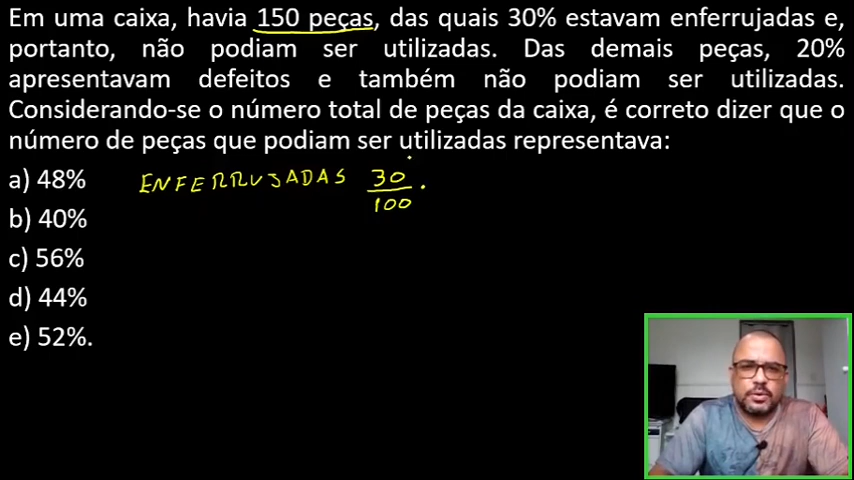 Em uma caixa, havia 150 peças, das quais 30% estavam enferrujadas e,
portanto, não podiam ser utilizadas. Das demais peças, 20%
apresentavam defeitos e também não podiam ser utilizadas.
Considerando-se o número total de peças da caixa, é correto dizer que o
número de peças que podiam ser utilizadas representava:
a) 48%
ENFERRUJADAS 30/100 .
b) 40%
c) 56%
d) 44%
e) 52%.